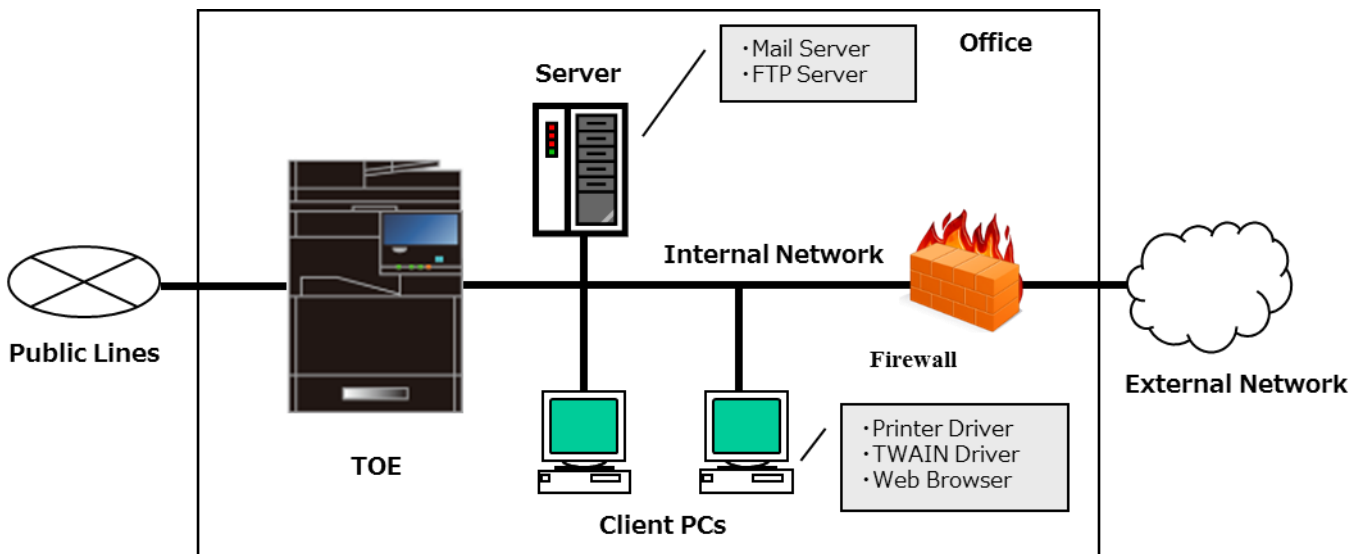 Office
・Mail Server
・FTP Server
Server
Internal Network
Public Lines
Firewall
External Network
TOE
・Printer Driver
・TWAIN Driver
・Web Browser
Client PCs